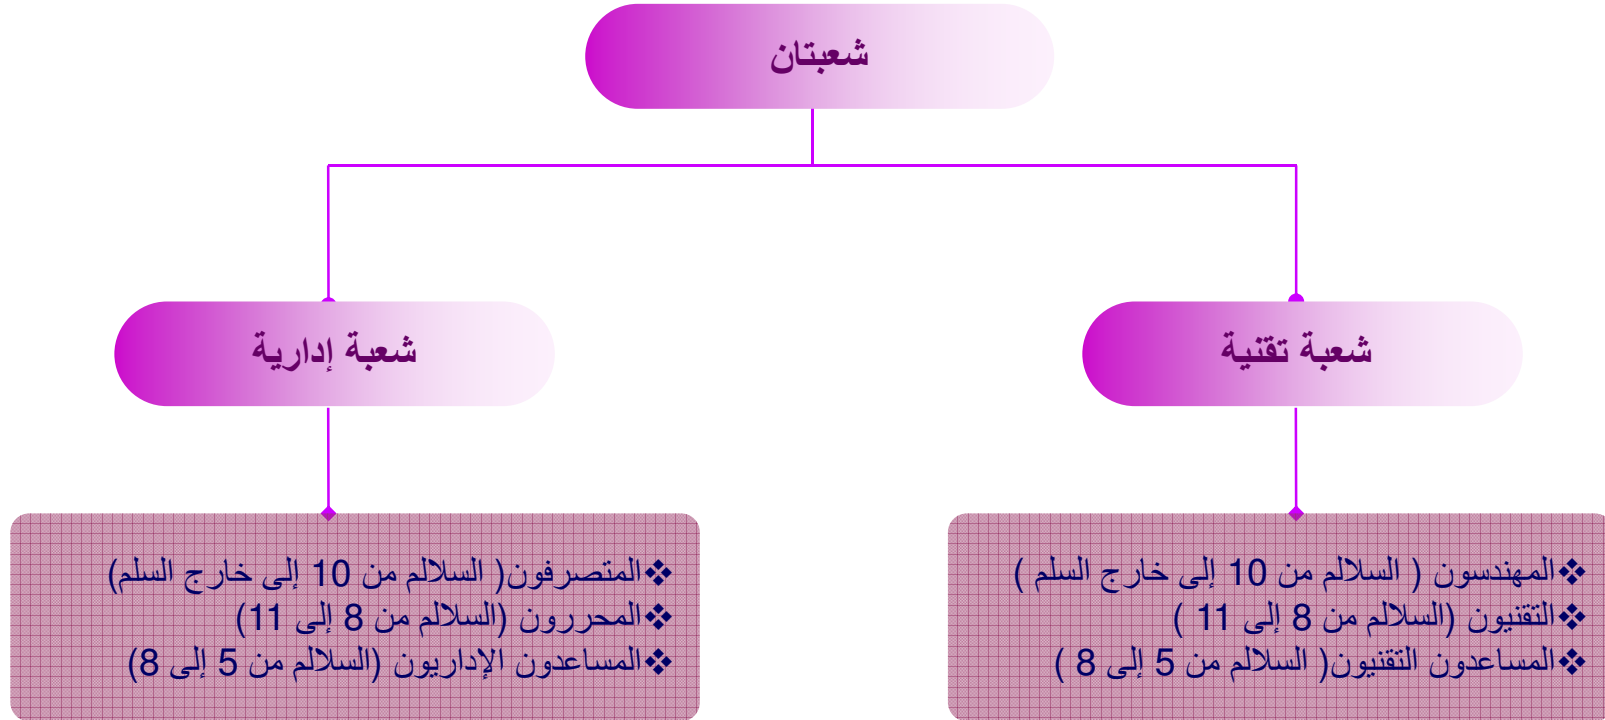 شعبتان
شعبة تقنية
شعبة إدارية
❖المهندسون ( السلالم من 10 إلى خارج السلم )
❖التقنيون (السلالم من 8 إلى 11 )
❖المساعدون التقنيون( السلالم من 5 إلى 8 )
❖المتصرفون( السلالم من 10 إلى خارج السلم)
❖المحررون (السلالم من 8 إلى 11)
❖المساعدون الإداريون (السلالم من 5 إلى 8)